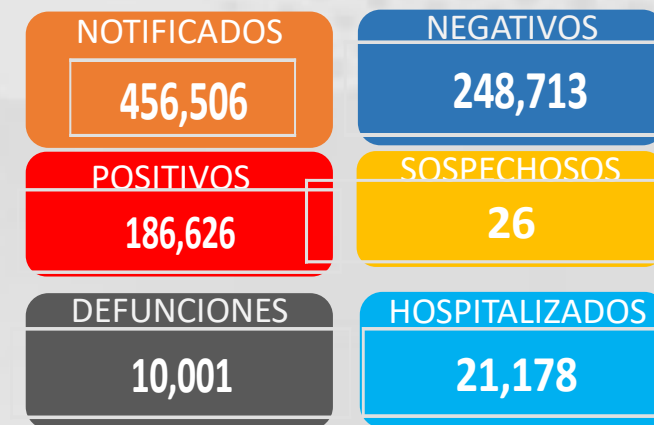 NOTIFICADOS
456,506
NEGATIVOS
248,713
POSITIVOS
186,626
SOSPECHOSOS
26
DEFUNCIONES
10,001
HOSPITALIZADOS
21,178